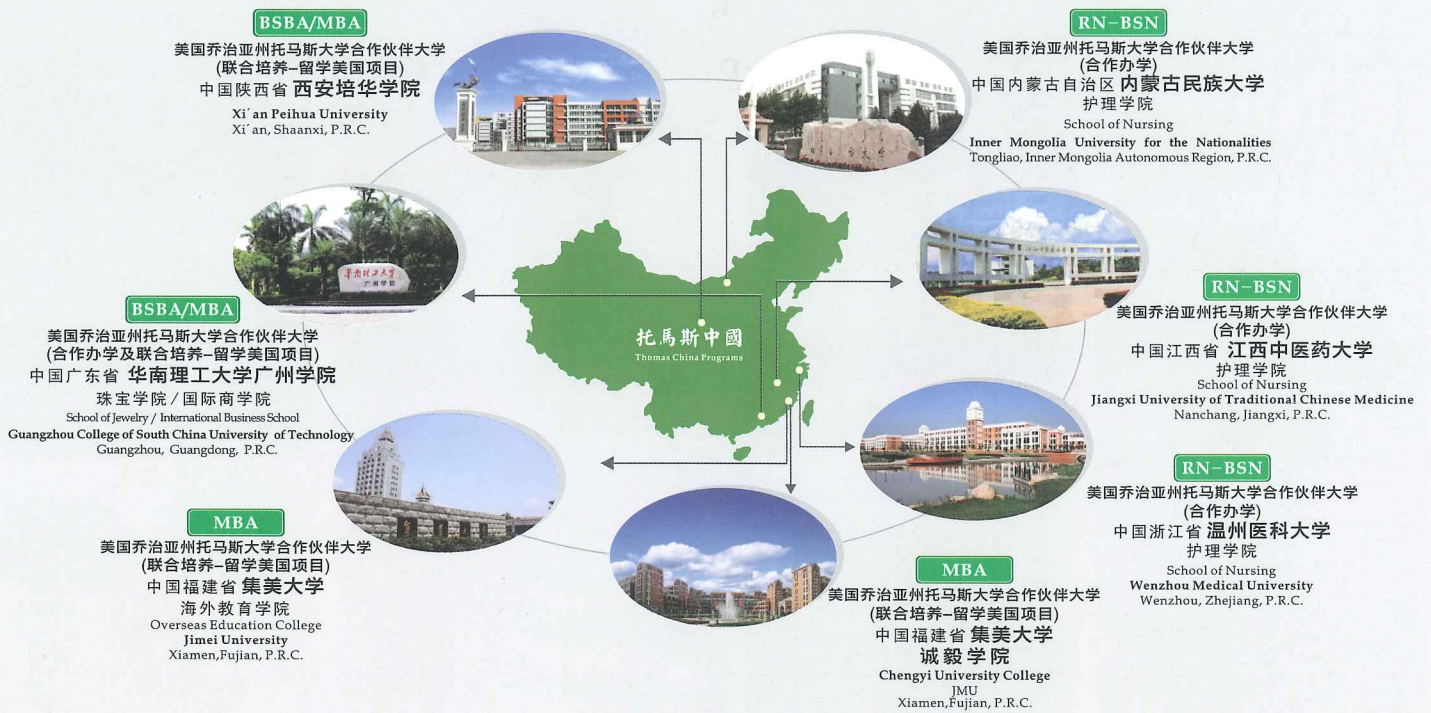 BSBA/MBA
美国乔治亚州托马斯大学合作伙伴大学
(联合培养–留学美国项目)
中国陕西省 西安培华学院
Xi´an Peihua University
Xi´an, Shaanxi, P.R.C.
RN–BSN
美国乔治亚州托马斯大学合作伙伴大学
(合作办学)
中国内蒙古自治区 内蒙古民族大学
护理学院
School of Nursing
Inner Mongolia University for the Nationalities
Tongliao, Inner Mongolia Autonomous Region, P.R.C.
華南理工大学
广州学院
BSBA/MBA
美国乔治亚州托马斯大学合作伙伴大学
(合作办学及联合培养–留学美国项目)
中国广东省 华南理工大学广州学院
珠宝学院 / 国际商学院
School of Jewelry / International Business School
Guangzhou College of South China University of Technology
Guangzhou, Guangdong, P.R.C.
托馬斯中國
Thomas China Programs
RN–BSN
美国乔治亚州托马斯大学合作伙伴大学
(合作办学)
中国江西省 江西中医药大学
护理学院
School of Nursing
Jiangxi University of Traditional Chinese Medicine
Nanchang, Jiangxi, P.R.C.
RN–BSN
美国乔治亚州托马斯大学合作伙伴大学
(合作办学)
中国浙江省 温州医科大学
护理学院
School of Nursing
Wenzhou Medical University
Wenzhou, Zhejiang, P.R.C.
MBA
美国乔治亚州托马斯大学合作伙伴大学
(联合培养–留学美国项目)
中国福建省 集美大学
海外教育学院
Overseas Education College
Jimei University
Xiamen,Fujian, P.R.C.
MBA
美国乔治亚州托马斯大学合作伙伴大学
(联合培养–留学美国项目)
中国福建省 集美大学
诚毅学院
Chengyi University College
JMU
Xiamen,Fujian, P.R.C.